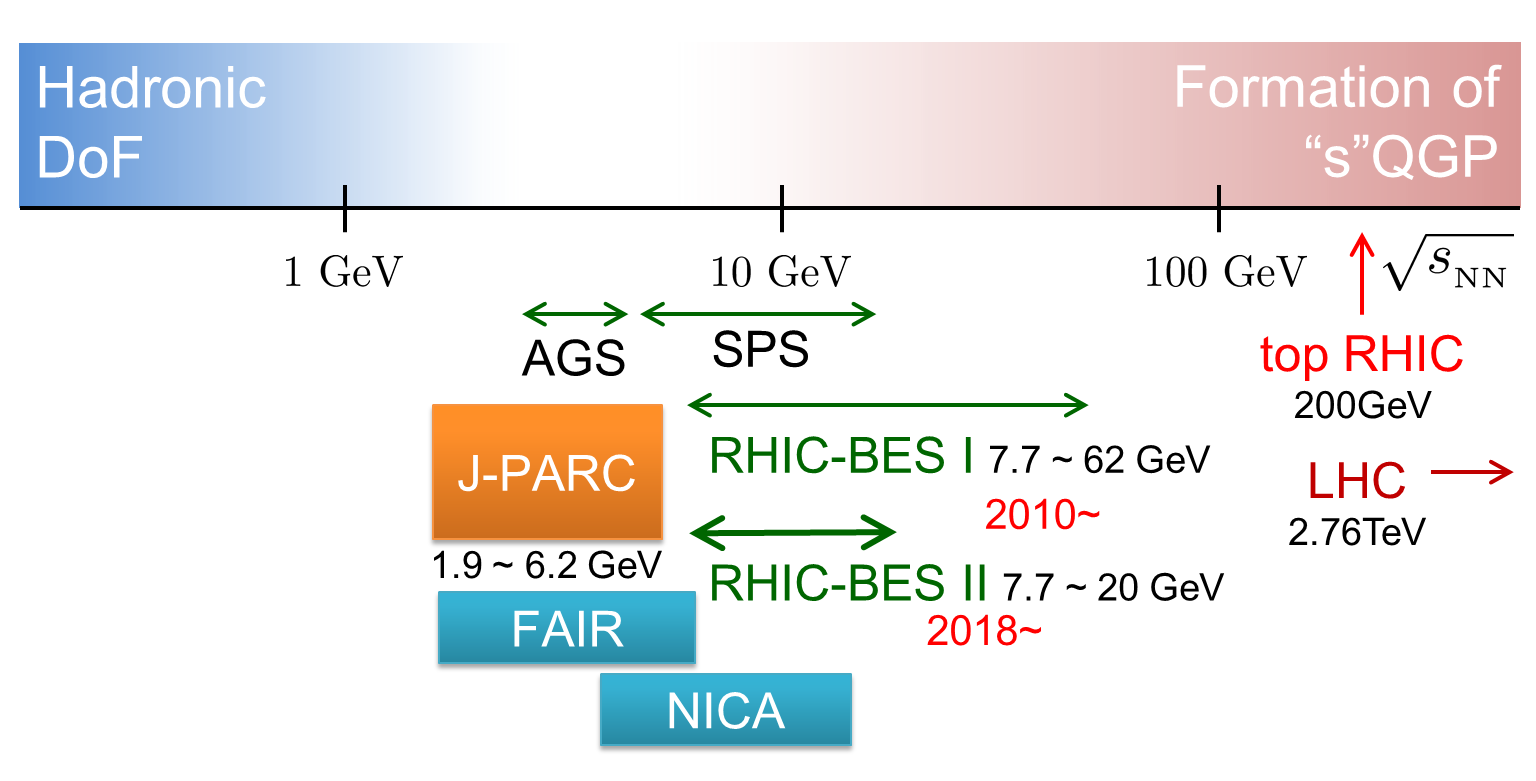 Hadronic
DoF
Formation of
“s”QGP
1 GeV
10 GeV
100 GeV
√s_NN
AGS
SPS
top RHIC
200GeV
J-PARC
1.9 ~ 6.2 GeV
RHIC-BES I 7.7 ~ 62 GeV
2010~
LHC
2.76TeV
RHIC-BES II 7.7 ~ 20 GeV
2018~
FAIR
NICA